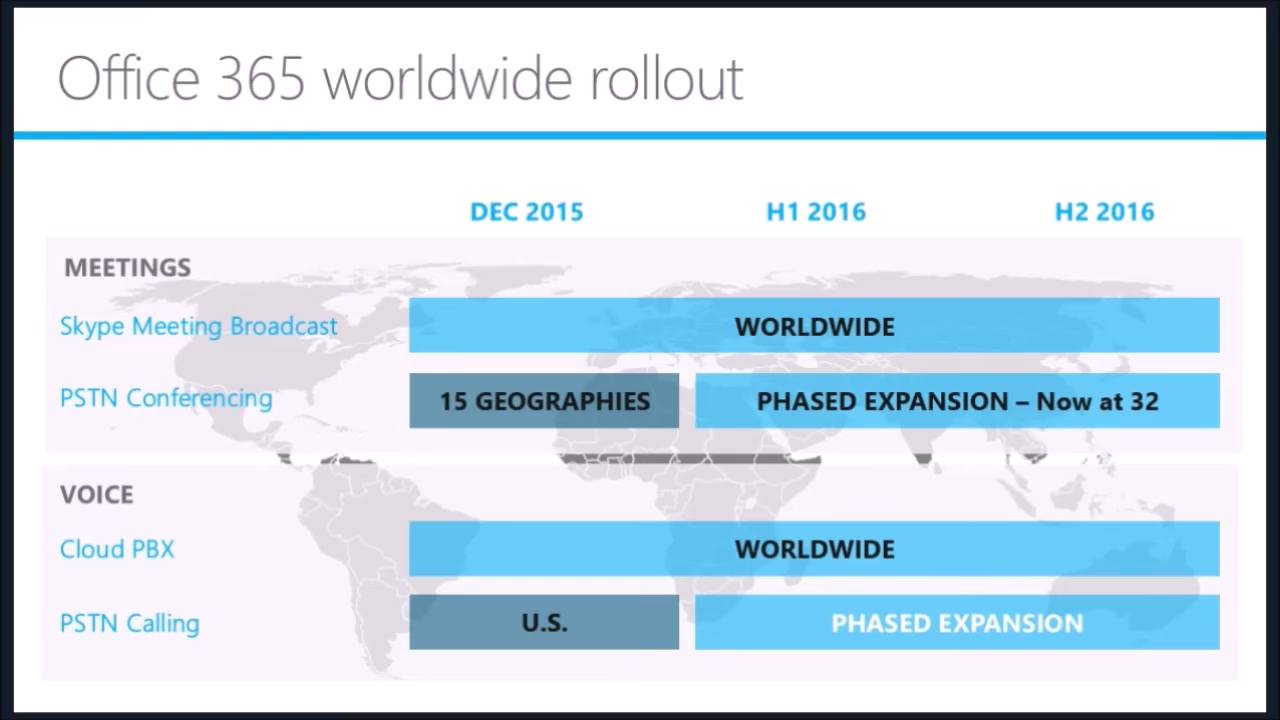 Office 365 worldwide rollout
DEC 2015 H1 2016 H2 2016
MEETINGS
Skype Meeting Broadcast WORLDWIDE
PSTN Conferencing 15 GEOGRAPHIES PHASED EXPANSION – Now at 32
VOICE
Cloud PBX WORLDWIDE
PSTN Calling U.S. PHASED EXPANSION